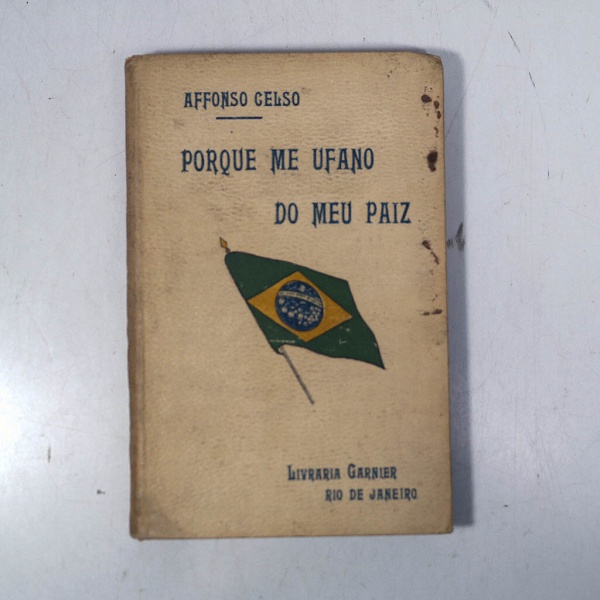 AFFONSO CELSO
PORQUE ME UFANO
DO MEU PAIZ
LIVRARIA GARNIER
RIO DE JANEIRO